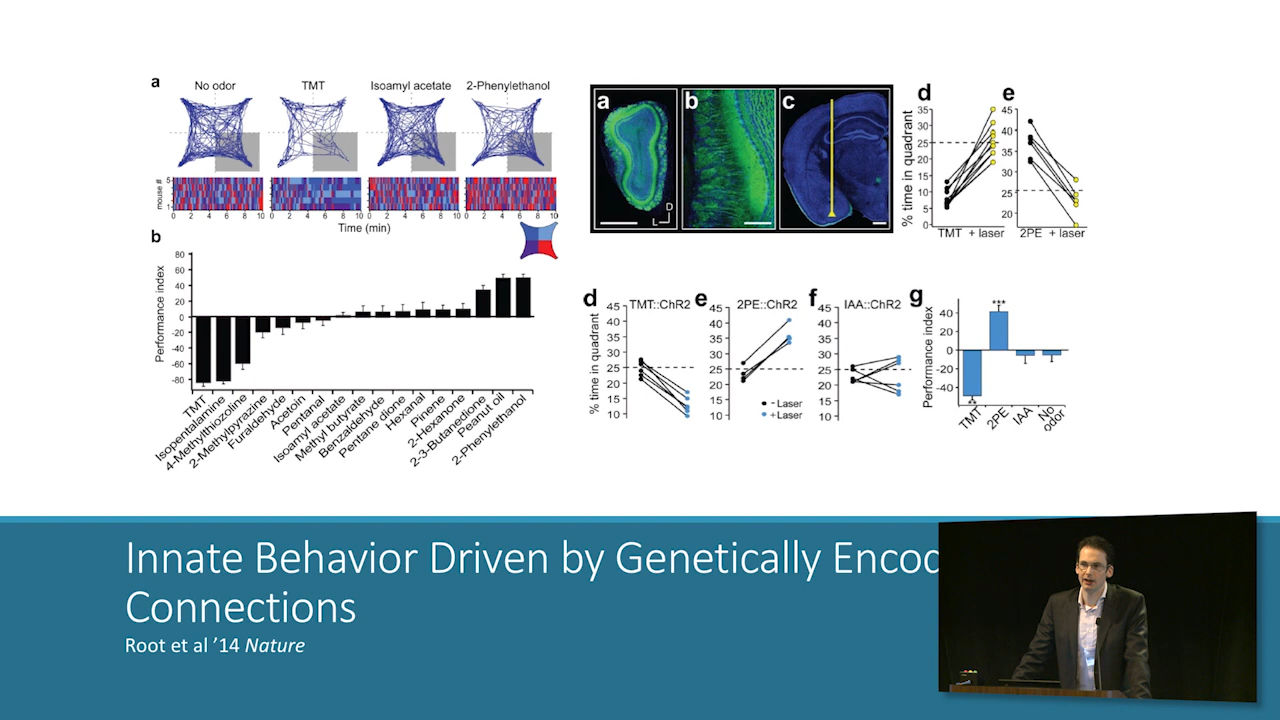 a
No odor
TMT
Isoamyl acetate
2-Phenylethanol
mouse #
5
1
0 2 4 6 8 10
0 2 4 6 8 10
0 2 4 6 8 10
0 2 4 6 8 10
Time (min)
b
Performance index
80
60
40
20
0
-20
-40
-60
-80
TMT
Isopentalamine
4-Methylthiazoline
2-Methylpyrazine
Furaldehyde
Acetoin
Pentanal
Isoamyl acetate
Methyl butyrate
Benzaldehyde
Pentane dione
Hexanal
Pinene
2-Hexanone
2-3-Butanedione
Peanut oil
2-Phenylethanol
a
b
c
D
L
d
% time in quadrant
35
30
25
20
15
10
5
0
TMT + laser
e
45
40
35
30
25
20
2PE + laser
d
TMT::ChR2
% time in quadrant
45
40
35
30
25
20
15
10
e
2PE::ChR2
45
40
35
30
25
21
15
10
- Laser
+Laser
f
IAA::ChR2
45
40
35
30
25
20
15
10
g
Performance index
40
20
0
-20
-40
***
**
TMT
2PE
IAA
No odor
Innate Behavior Driven by Genetically Encod
Connections
Root et al ’14 Nature